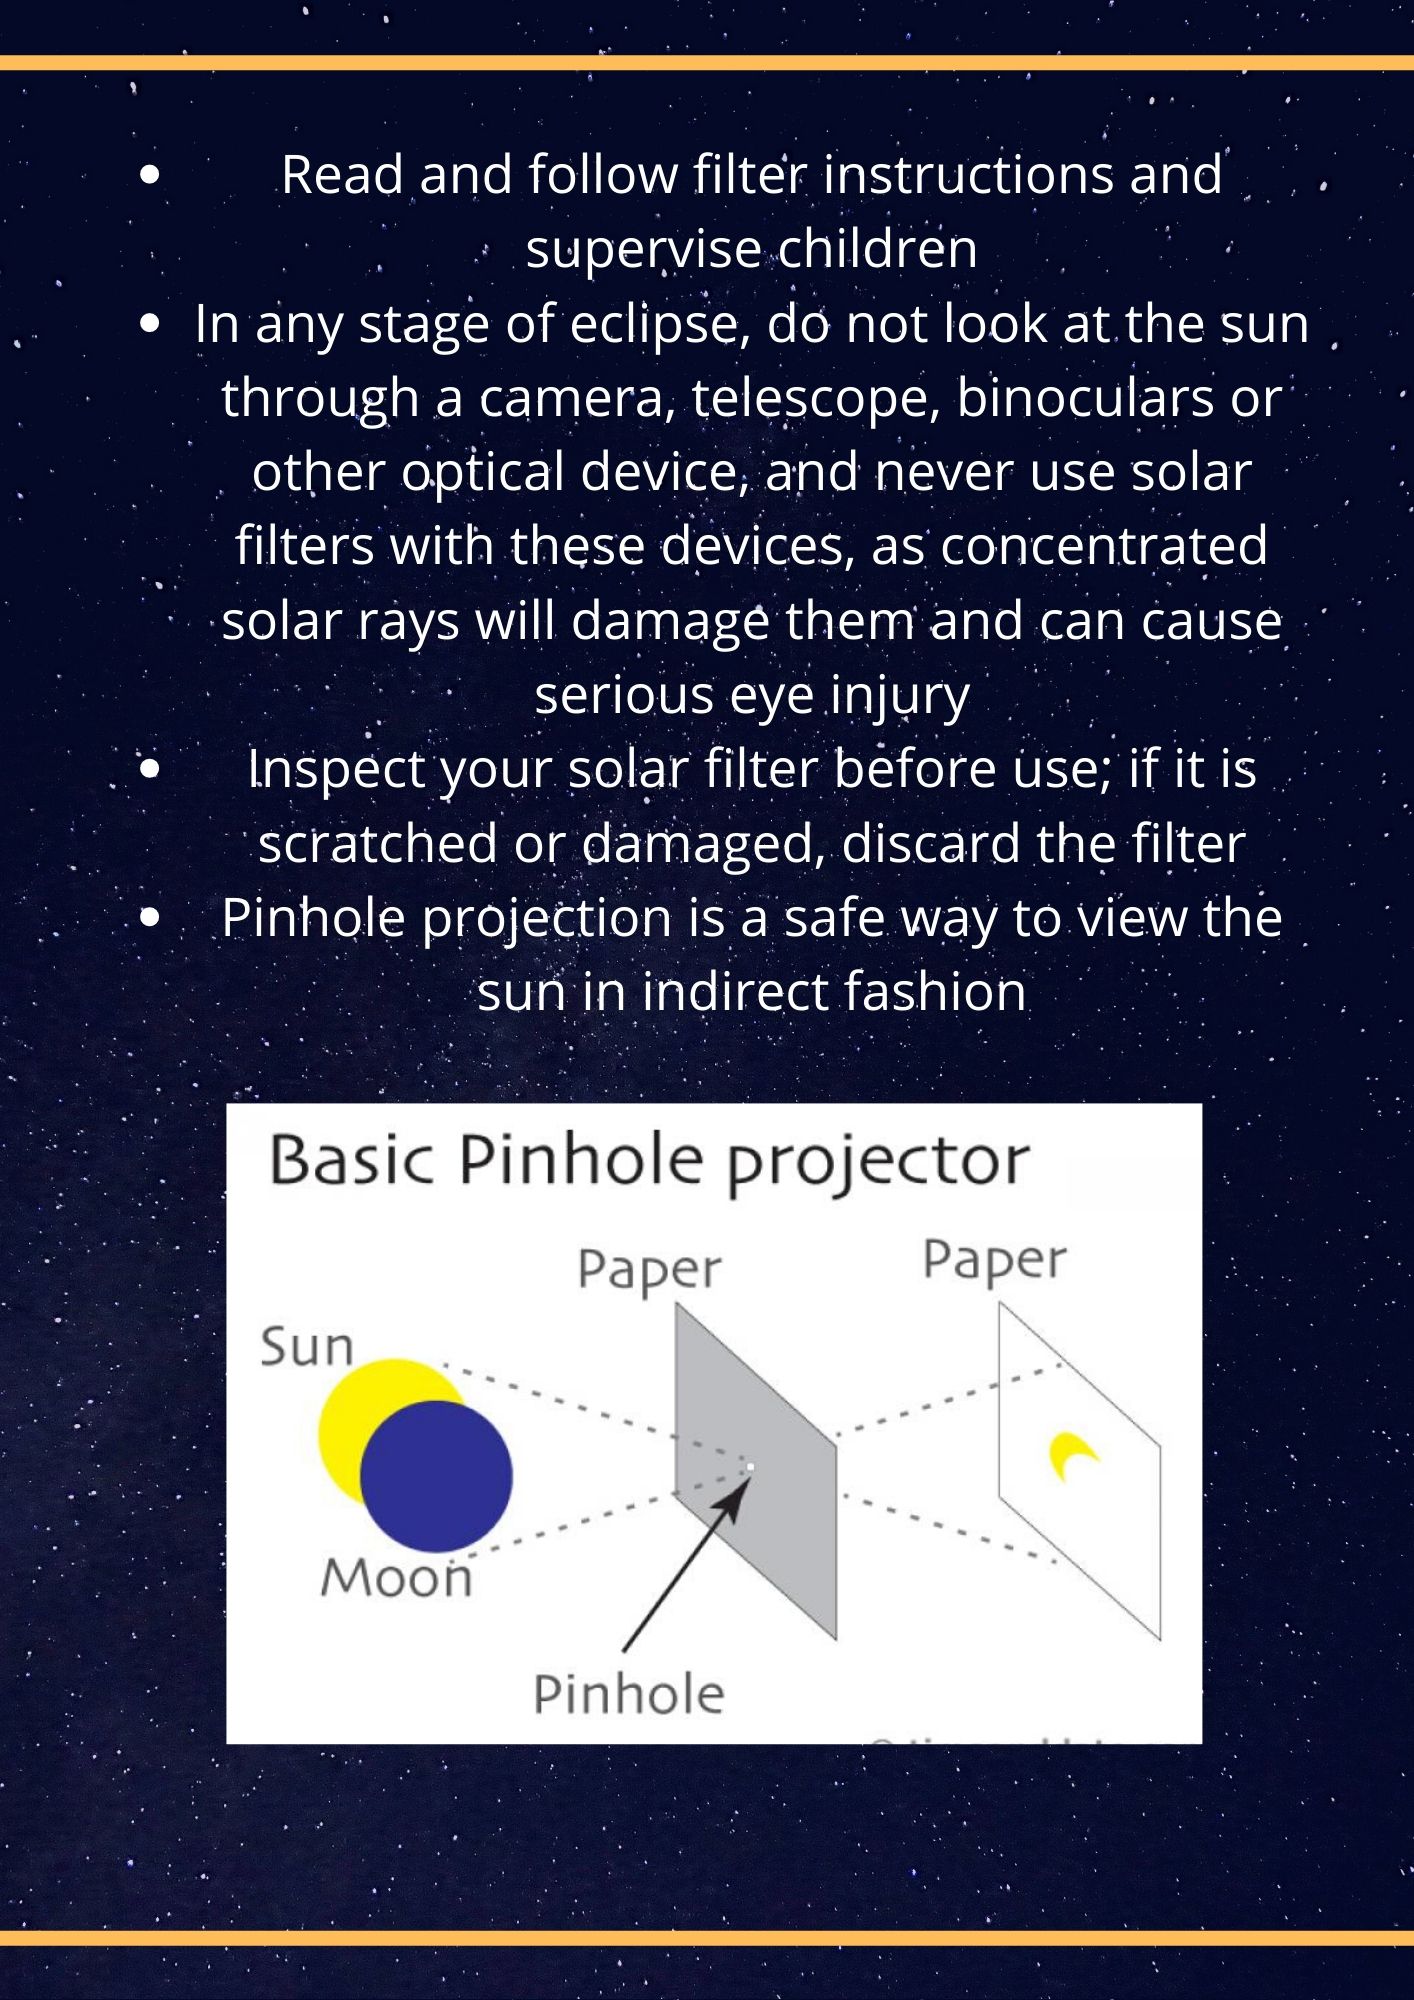 • Read and follow filter instructions and
supervise children
• In any stage of eclipse, do not look at the sun
through a camera, telescope, binoculars or
other optical device, and never use solar
filters with these devices, as concentrated
solar rays will damage them and can cause
serious eye injury
• Inspect your solar filter before use; if it is
scratched or damaged, discard the filter
• Pinhole projection is a safe way to view the
sun in indirect fashion
Basic Pinhole projector
Paper
Paper
Sun
Moon
Pinhole